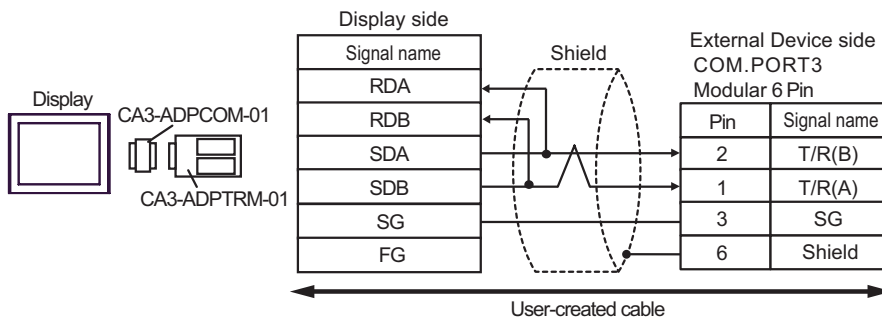 Display side
Signal name
RDA
RDB
SDA
SDB
SG
FG
Shield
External Device side
COM.PORT3
Modular 6 Pin
Pin Signal name
2 T/R(B)
1 T/R(A)
3 SG
6 Shield
Display
CA3-ADPCOM-01
CA3-ADPTRM-01
User-created cable